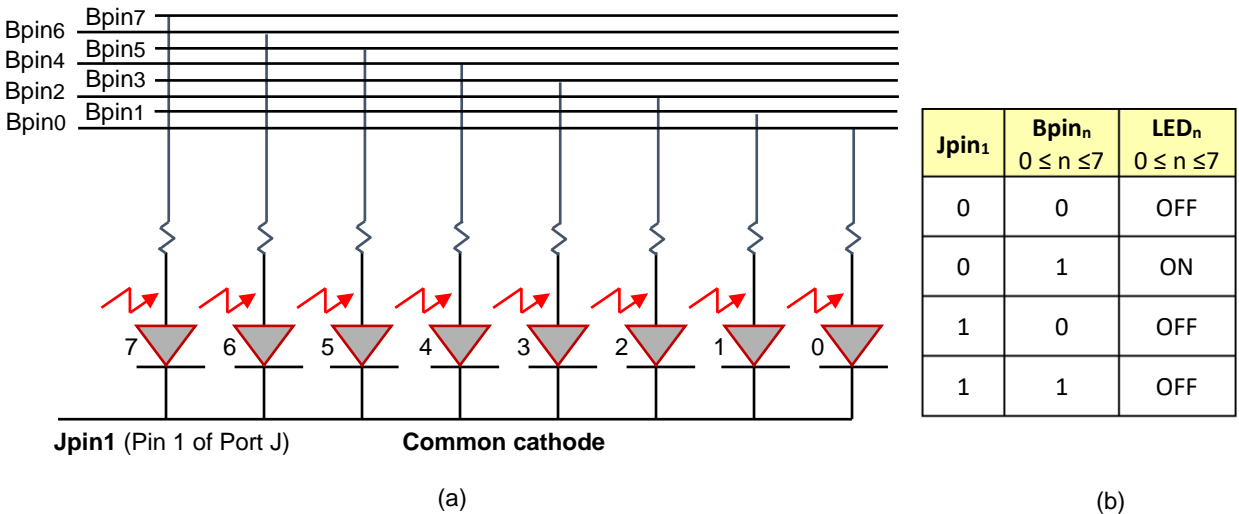 Bpin7
Bpin6
Bpin5
Bpin4
Bpin3
Bpin2
Bpin1
Bpin0
7 6 5 4 3 2 1 0
Jpin1 (Pin 1 of Port J) Common cathode
(a)
Jpin₁ Bpinₙ LEDₙ
0 ≤ n ≤7 0 ≤ n ≤7
0 0 OFF
0 1 ON
1 0 OFF
1 1 OFF
(b)